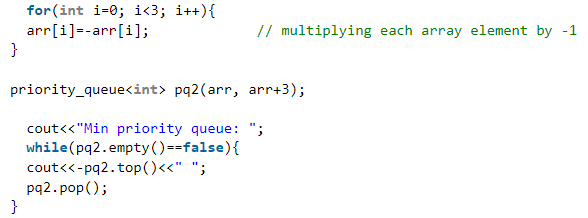 for(int i=0; i<3; i++){
arr[i]=-arr[i]; // multiplying each array element by -1
}
priority_queue<int> pq2(arr, arr+3);
cout<<"Min priority queue: ";
while(pq2.empty()==false){
cout<<-pq2.top()<<" ";
pq2.pop();
}